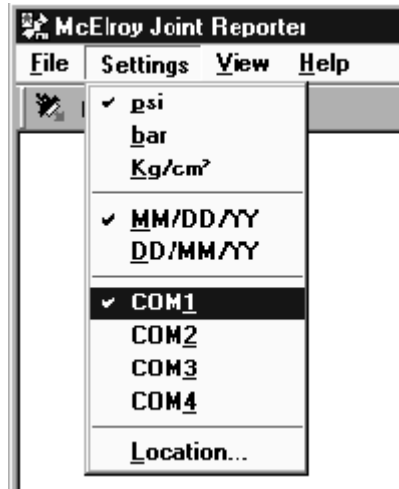 McElroy Joint Reporter
File Settings View Help
✓ psi
bar
Kg/cm²
✓ MM/DD/YY
DD/MM/YY
✓ COM1
COM2
COM3
COM4
Location...